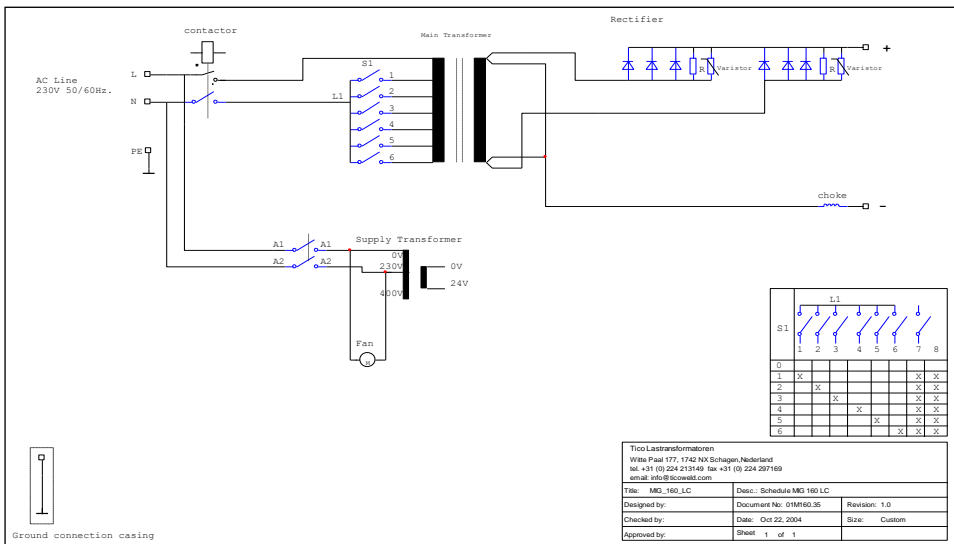 Rectifier
contactor
Main Transformer
+
L
AC Line
230V 50/60Hz.
N
PE
S1
L1
1
2
3
4
5
6
R
Varistor
R
Varistor
choke
-
A1
A1
A2
A2
Supply Transformer
0V
230V
400V
0V
24V
Fan
M
L1
S1
1 2 3 4 5 6 7 8
0
1 X X X
2 X X X
3 X X X
4 X X X
5 X X X
6 X X X
Tico Lastransformatoren
Witte Paal 177, 1742 NX Schagen,Nederland
tel. +31 (0) 224 213149 fax +31 (0) 224 297169
email: info@ticoweld.com
Title: MIG_160_LC Desc.: Schedule MIG 160 LC
Designed by: Document No: 01M160.35 Revision: 1.0
Checked by: Date: Oct 22, 2004 Size: Custom
Approved by: Sheet 1 of 1
Ground connection casing